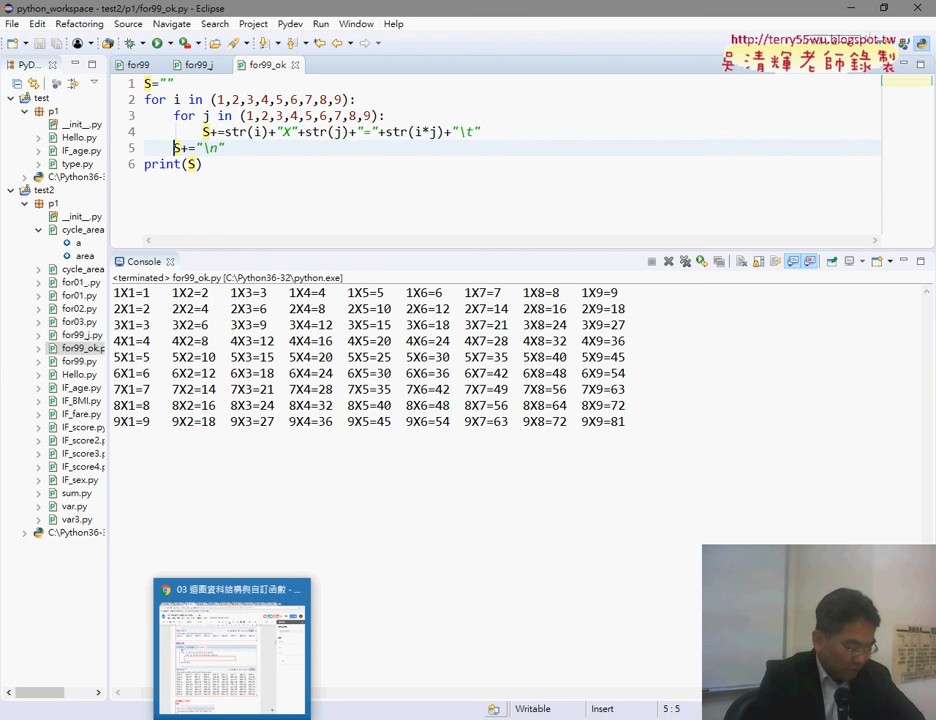 python_workspace - test2/p1/for99_ok.py - Eclipse
File Edit Refactoring Source Navigate Search Project Pydev Run Window Help
http://terry55wu.blogspot.tw
吳清輝老師錄製
PyD...
for99
for99_j
for99_ok
test
p1
__init__.py
Hello.py
IF_age.py
type.py
C:\Python36-
test2
p1
__init__.py
cycle_area
a
area
cycle_area
for01_.py
for01.py
for02.py
for03.py
for99_j.py
for99_ok.p
for99.py
Hello.py
IF_age.py
IF_BMI.py
IF_fare.py
IF_score.py
IF_score2.p
IF_score3.p
IF_score4.p
IF_sex.py
sum.py
var.py
var3.py
C:\Python36-
1 S=""
2 for i in (1,2,3,4,5,6,7,8,9):
3 for j in (1,2,3,4,5,6,7,8,9):
4 S+=str(i)+"X"+str(j)+"="+str(i*j)+"\t"
5 S+="\n"
6 print(S)
Console
<terminated> for99_ok.py [C:\Python36-32\python.exe]
1X1=1 1X2=2 1X3=3 1X4=4 1X5=5 1X6=6 1X7=7 1X8=8 1X9=9
2X1=2 2X2=4 2X3=6 2X4=8 2X5=10 2X6=12 2X7=14 2X8=16 2X9=18
3X1=3 3X2=6 3X3=9 3X4=12 3X5=15 3X6=18 3X7=21 3X8=24 3X9=27
4X1=4 4X2=8 4X3=12 4X4=16 4X5=20 4X6=24 4X7=28 4X8=32 4X9=36
5X1=5 5X2=10 5X3=15 5X4=20 5X5=25 5X6=30 5X7=35 5X8=40 5X9=45
6X1=6 6X2=12 6X3=18 6X4=24 6X5=30 6X6=36 6X7=42 6X8=48 6X9=54
7X1=7 7X2=14 7X3=21 7X4=28 7X5=35 7X6=42 7X7=49 7X8=56 7X9=63
8X1=8 8X2=16 8X3=24 8X4=32 8X5=40 8X6=48 8X7=56 8X8=64 8X9=72
9X1=9 9X2=18 9X3=27 9X4=36 9X5=45 9X6=54 9X7=63 9X8=72 9X9=81
03 迴圈資料結構與自訂函數 - ...
Writable Insert 5 : 5